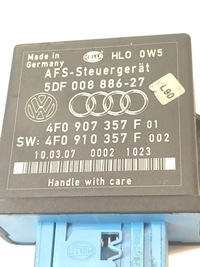 Made in
Germany
HELLA
HLO 0W5
AFS-Steuergerät
5DF 008 886-27
L90
4F0 907 357 F 01
SW: 4F0 910 357 F 002
10.03.07 0002 1023
Handle with care